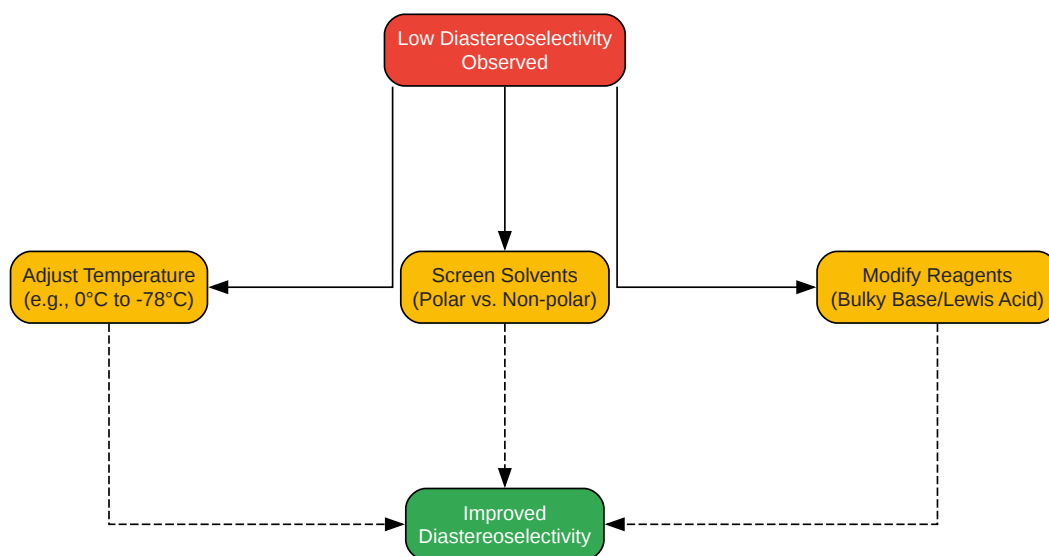 Low Diastereoselectivity
Observed
Adjust Temperature
(e.g., 0°C to -78°C)
Screen Solvents
(Polar vs. Non-polar)
Modify Reagents
(Bulky Base/Lewis Acid)
Improved
Diastereoselectivity